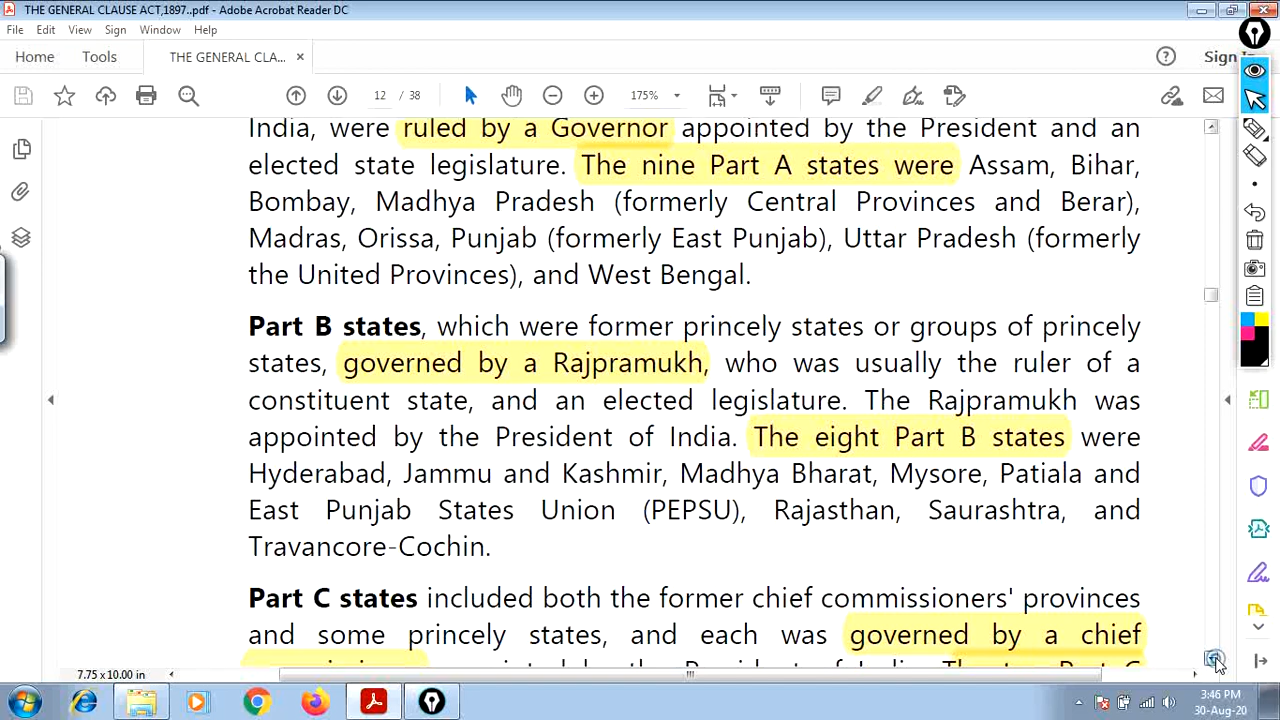 THE GENERAL CLAUSE ACT,1897..pdf - Adobe Acrobat Reader DC
File Edit View Sign Window Help
Home Tools THE GENERAL CLA... × Sign
12 / 38 175%
India, were ruled by a Governor appointed by the President and an
elected state legislature. The nine Part A states were Assam, Bihar,
Bombay, Madhya Pradesh (formerly Central Provinces and Berar),
Madras, Orissa, Punjab (formerly East Punjab), Uttar Pradesh (formerly
the United Provinces), and West Bengal.
Part B states, which were former princely states or groups of princely
states, governed by a Rajpramukh, who was usually the ruler of a
constituent state, and an elected legislature. The Rajpramukh was
appointed by the President of India. The eight Part B states were
Hyderabad, Jammu and Kashmir, Madhya Bharat, Mysore, Patiala and
East Punjab States Union (PEPSU), Rajasthan, Saurashtra, and
Travancore-Cochin.
Part C states included both the former chief commissioners' provinces
and some princely states, and each was governed by a chief
by the President of India. The ten Part C
7.75 x 10.00 in
3:46 PM
30-Aug-20